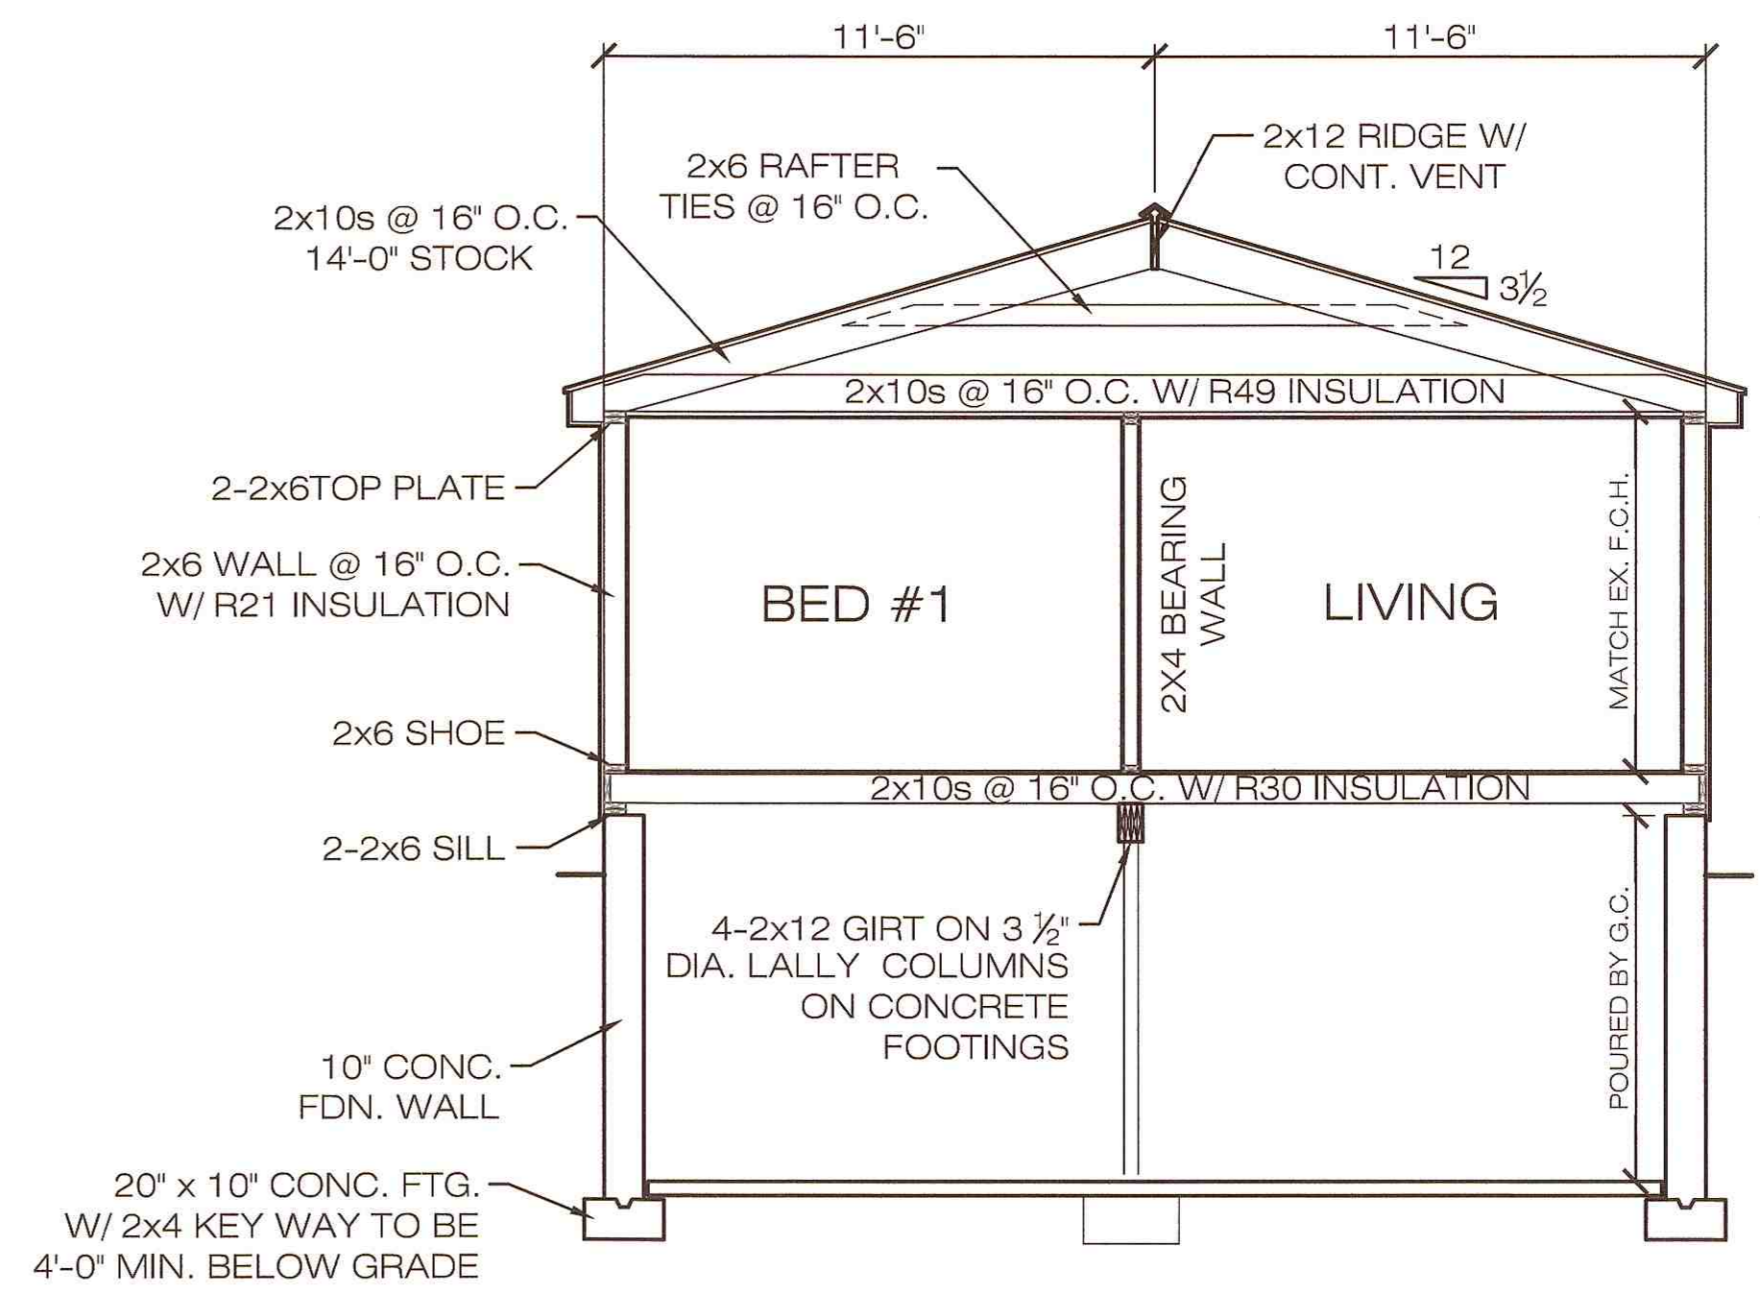 11'-6"
11'-6"
2x12 RIDGE W/
CONT. VENT
2x6 RAFTER
TIES @ 16" O.C.
2x10s @ 16" O.C.
14'-0" STOCK
12
3½
2x10s @ 16" O.C. W/ R49 INSULATION
2-2x6TOP PLATE
2x6 WALL @ 16" O.C.
W/ R21 INSULATION
BED #1
2X4 BEARING
WALL
LIVING
MATCH EX. F.C.H.
2x6 SHOE
2x10s @ 16" O.C. W/ R30 INSULATION
2-2x6 SILL
4-2x12 GIRT ON 3 ½"
DIA. LALLY COLUMNS
ON CONCRETE
FOOTINGS
POURED BY G.C.
10" CONC.
FDN. WALL
20" x 10" CONC. FTG.
W/ 2x4 KEY WAY TO BE
4'-0" MIN. BELOW GRADE